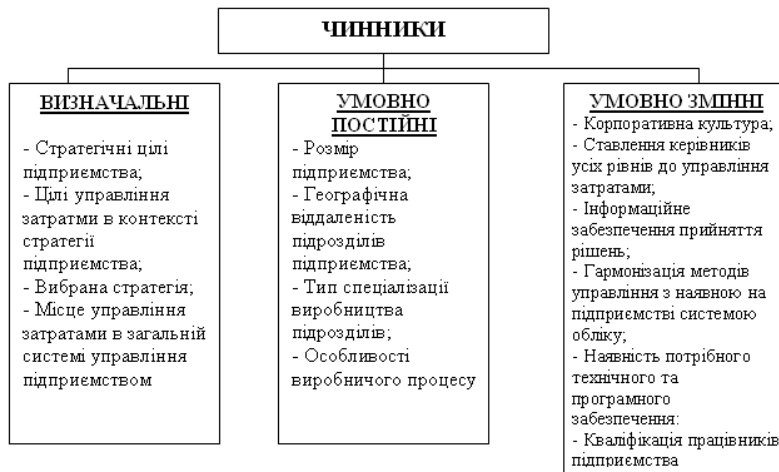 ЧИННИКИ
ВИЗНАЧАЛЬНІ
- Стратегічні цілі
підприємства;
- Цілі управління
затратми в контексті
стратегії
підприємства;
- Вибрана стратегія;
- Місце управління
затратами в загальній
системі управління
підприємством
УМОВНО
ПОСТІЙНІ
- Розмір
підприємства;
- Географічна
віддаленість
підрозділів
підприємства;
- Тип спеціалізації
виробництва
підрозділів;
- Особливості
виробничого процесу
УМОВНО ЗМІННІ
- Корпоративна культура;
- Ставлення керівників
усіх рівнів до управління
затратами;
- Інформаційне
забезпечення прийняття
рішень;
- Гармонізація методів
управління з наявною на
підприємстві системою
обліку;
- Наявність потрібного
технічного та
програмного
забезпечення:
- Кваліфікація працівників
підприємства